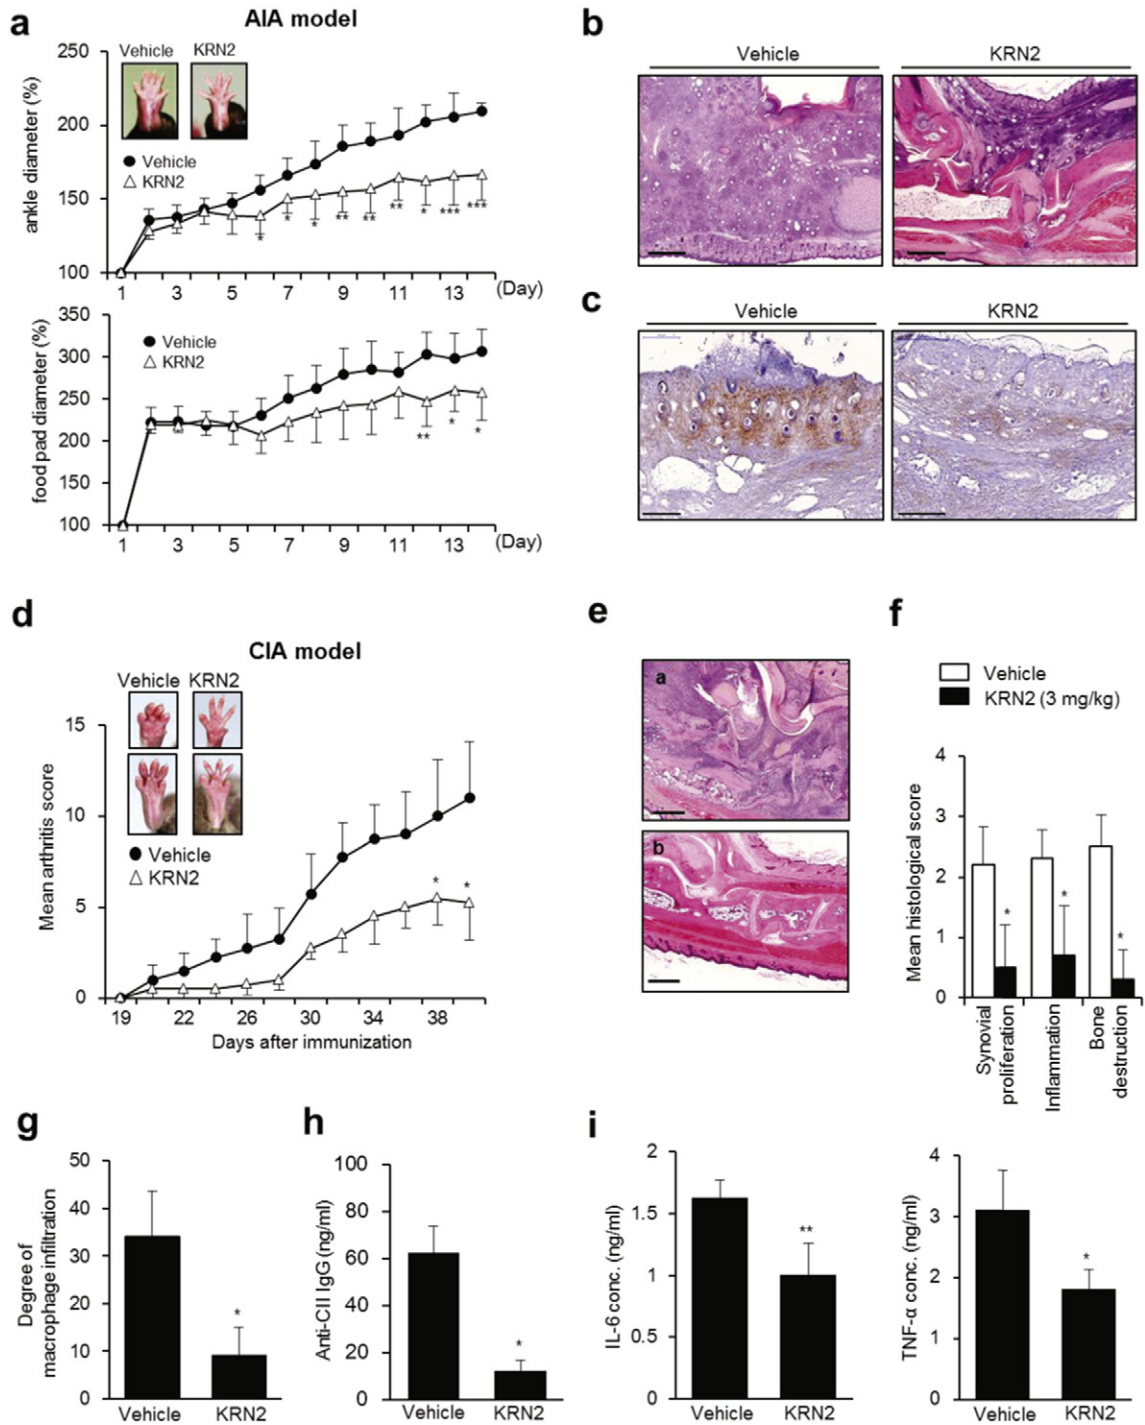 a
AIA model
250
200
150
100
ankle diameter (%)
Vehicle KRN2
Vehicle
KRN2
* * * ** ** ** * *** ***
1 3 5 7 9 11 13 (Day)
350
300
250
200
150
100
food pad diameter (%)
Vehicle
KRN2
** * *
1 3 5 7 9 11 13 (Day)
b
Vehicle KRN2
c
Vehicle KRN2
d
CIA model
Vehicle KRN2
15
10
5
0
Mean arthritis score
Vehicle
KRN2
* *
19 22 26 30 34 38
Days after immunization
e
a
b
f
Vehicle
KRN2 (3 mg/kg)
4
3
2
1
0
Mean histological score
* * *
Synovial
proliferation
Inflammation
Bone
destruction
g
50
40
30
20
10
0
Degree of
macrophage infiltration
*
Vehicle KRN2
h
100
80
60
40
20
0
Anti-CII IgG (ng/ml)
*
Vehicle KRN2
i
2
1.5
1
0.5
0
IL-6 conc. (ng/ml)
**
Vehicle KRN2
4
3
2
1
0
TNF-α conc. (ng/ml)
*
Vehicle KRN2